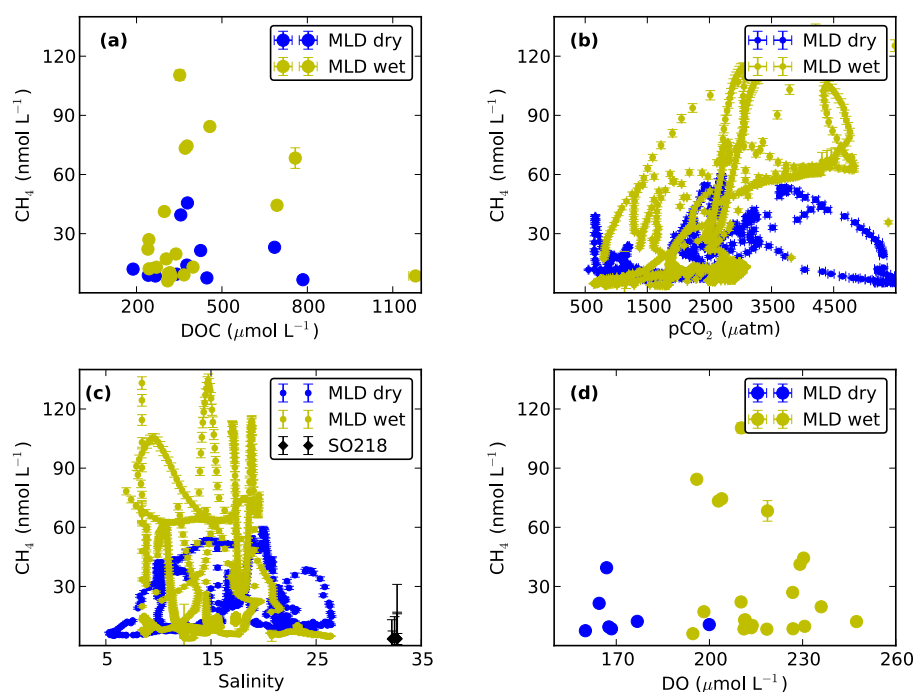 (a)
MLD dry
MLD wet
CH₄ (nmol L⁻¹)
120
90
60
30
200
500
800
1100
DOC (μmol L⁻¹)
(b)
MLD dry
MLD wet
CH₄ (nmol L⁻¹)
120
90
60
30
500
1500
2500
3500
4500
pCO₂ (μatm)
(c)
MLD dry
MLD wet
SO218
CH₄ (nmol L⁻¹)
120
90
60
30
5
15
25
35
Salinity
(d)
MLD dry
MLD wet
CH₄ (nmol L⁻¹)
120
90
60
30
170
200
230
260
DO (μmol L⁻¹)